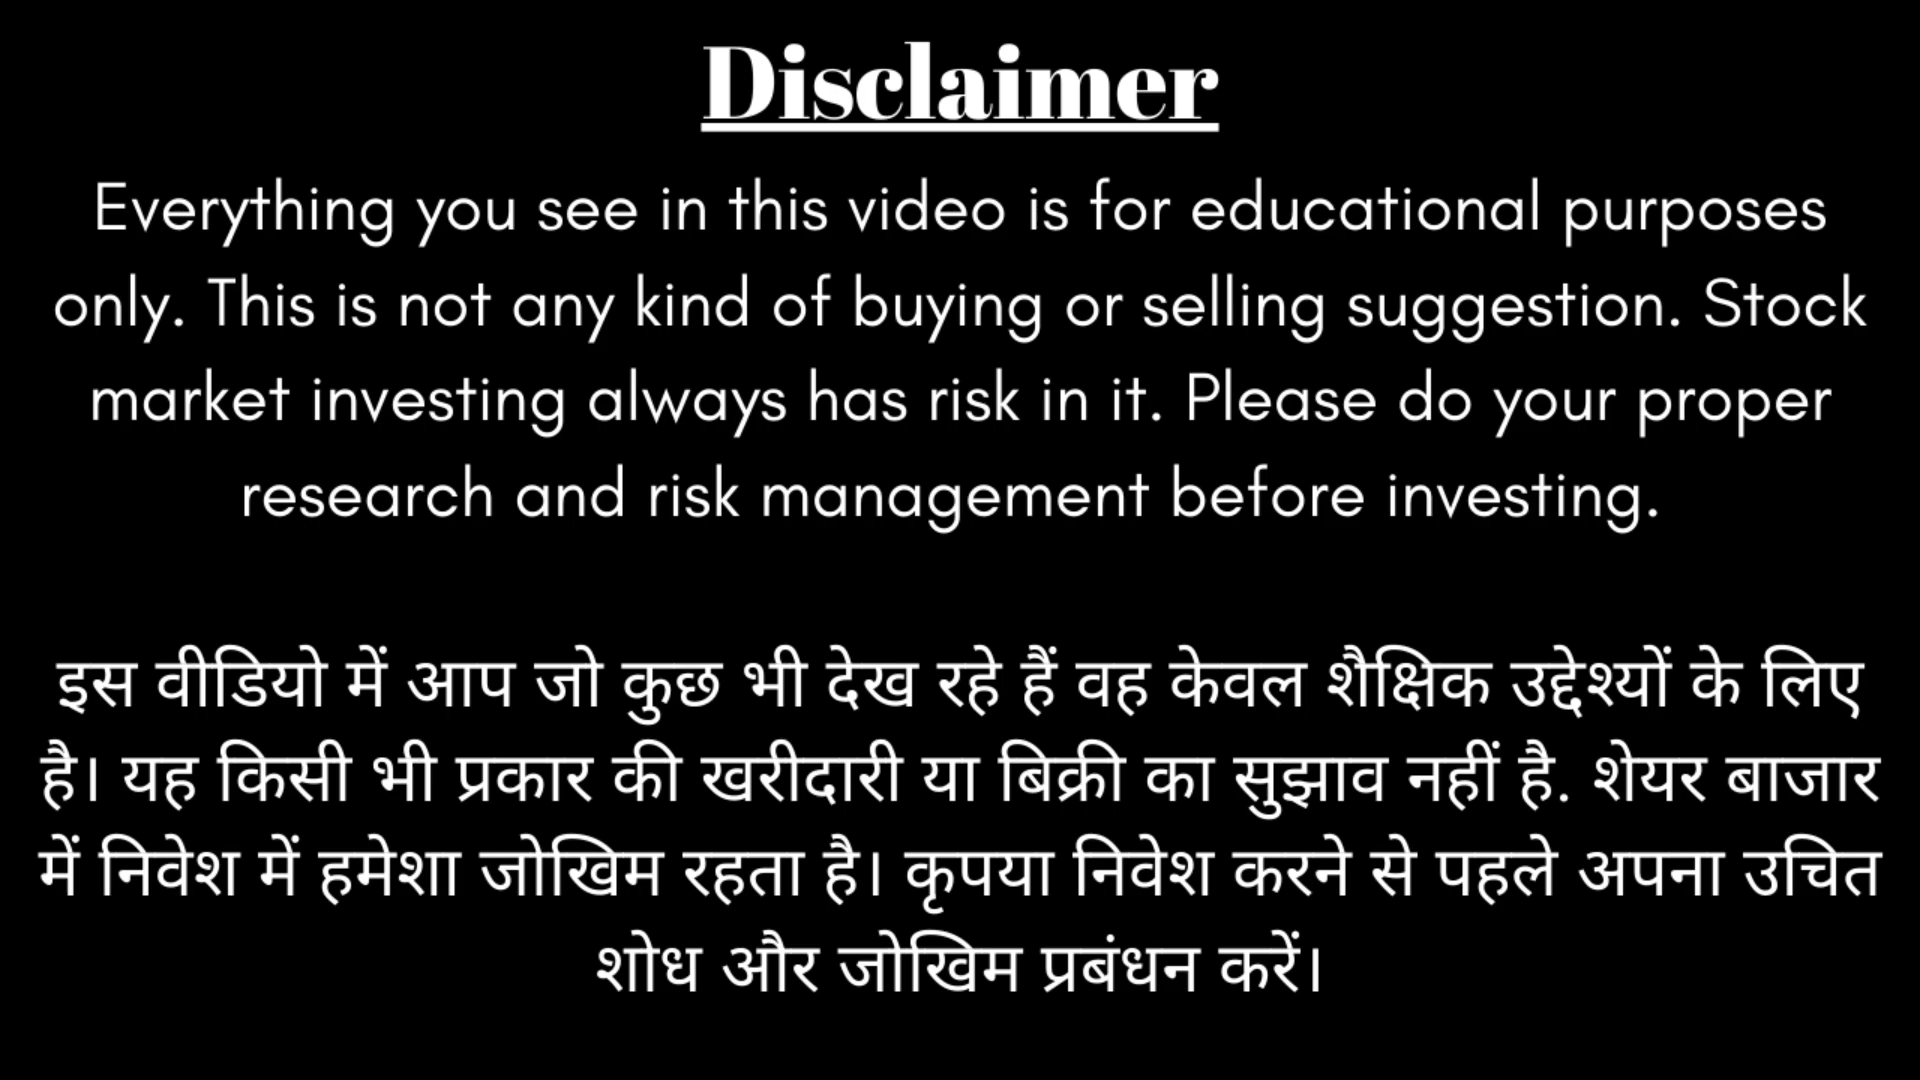 Disclaimer
Everything you see in this video is for educational purposes
only. This is not any kind of buying or selling suggestion. Stock
market investing always has risk in it. Please do your proper
research and risk management before investing.
इस वीडियो में आप जो कुछ भी देख रहे हैं वह केवल शैक्षिक उद्देश्यों के लिए
है। यह किसी भी प्रकार की खरीदारी या बिक्री का सुझाव नहीं है. शेयर बाजार
में निवेश में हमेशा जोखिम रहता है। कृपया निवेश करने से पहले अपना उचित
शोध और जोखिम प्रबंधन करें।